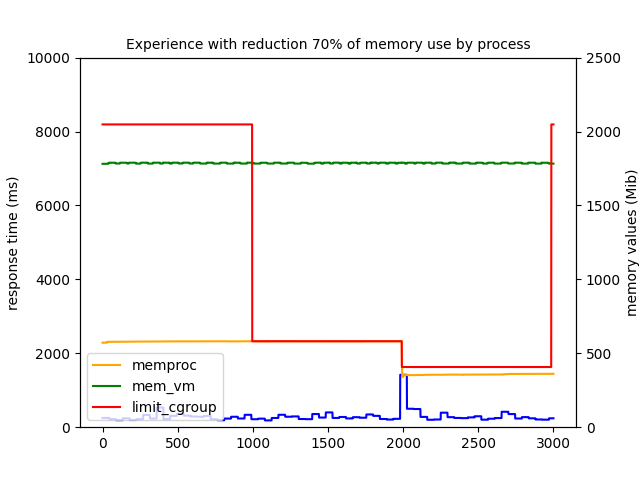 Experience with reduction 70% of memory use by process
10000
8000
6000
4000
2000
0
response time (ms)
2500
2000
1500
1000
500
0
memory values (Mib)
memproc
mem_vm
limit_cgroup
0 500 1000 1500 2000 2500 3000